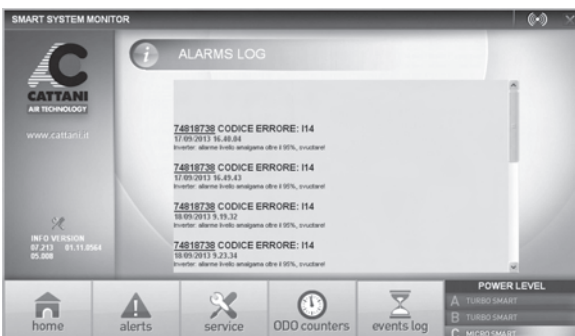 SMART SYSTEM MONITOR
AC
CATTANI
AIR TECHNOLOGY
www.cattani.it
INFO VERSION
07.213 01.11.0564
05.008
i ALARMS LOG
74818738 CODICE ERRORE: I14
17/09/2013 16.40.04
Inverter: allarme livello amalgama oltre il 95%, svuotare!
74818738 CODICE ERRORE: I14
17/09/2013 16.49.43
Inverter: allarme livello amalgama oltre il 95%, svuotare!
74818738 CODICE ERRORE: I14
18/09/2013 9.19.32
Inverter: allarme livello amalgama oltre il 95%, svuotare!
74818738 CODICE ERRORE: I14
18/09/2013 9.23.34
Inverter: allarme livello amalgama oltre il 95%, svuotare!
home
alerts
service
ODO counters
events log
POWER LEVEL
A TURBO SMART
B TURBO SMART
C MICRO SMART